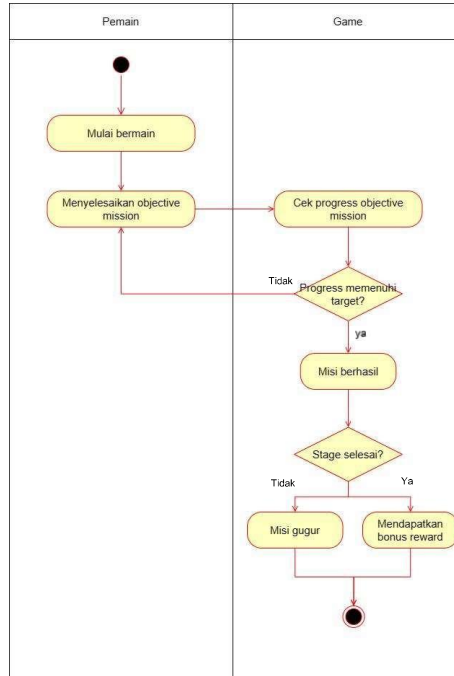 Pemain
Game
Mulai bermain
Menyelesaikan objective
mission
Cek progress objective
mission
Tidak
Progress memenuhi
target?
ya
Misi berhasil
Stage selesai?
Tidak
Ya
Misi gugur
Mendapatkan
bonus reward